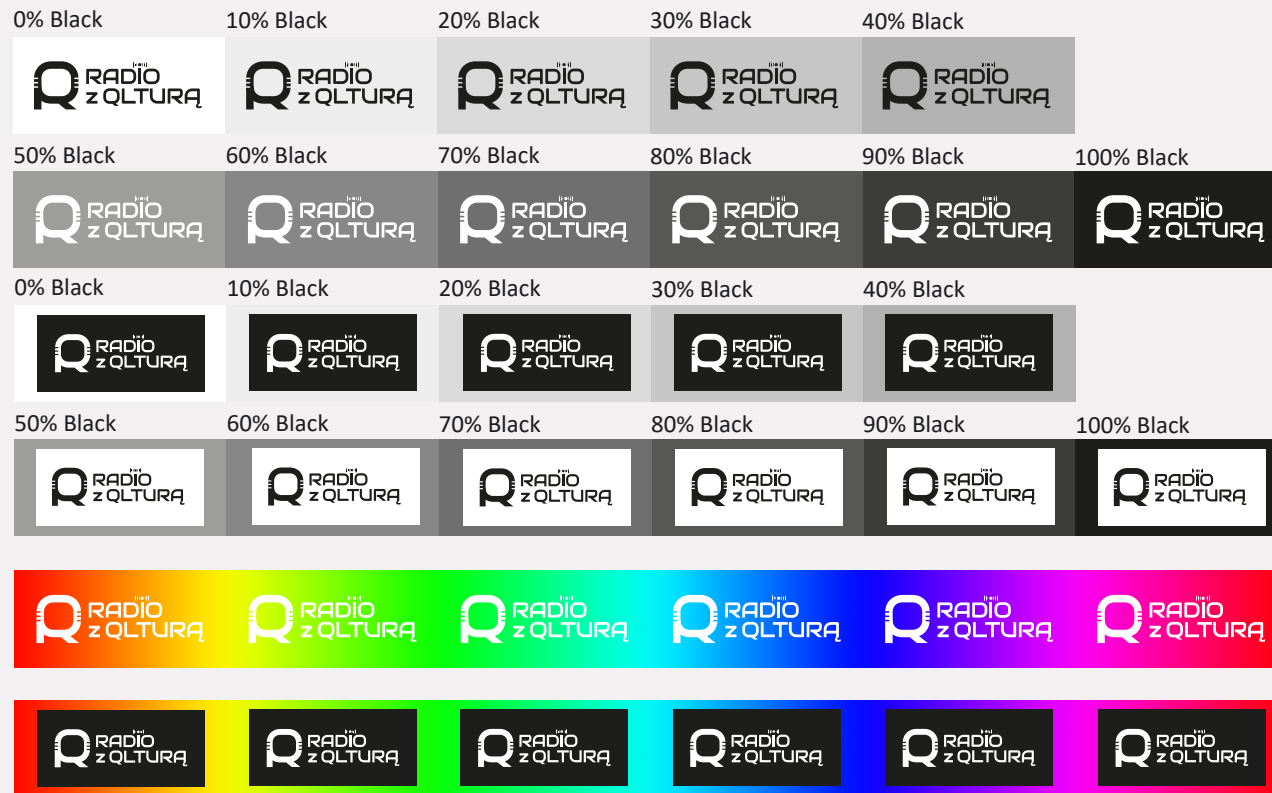 0% Black 10% Black 20% Black 30% Black 40% Black
RADIO RADIO RADIO RADIO RADIO
z QLTURĄ z QLTURĄ z QLTURĄ z QLTURĄ z QLTURĄ
50% Black 60% Black 70% Black 80% Black 90% Black 100% Black
RADIO RADIO RADIO RADIO RADIO RADIO
z QLTURĄ z QLTURĄ z QLTURĄ z QLTURĄ z QLTURĄ z QLTURĄ
0% Black 10% Black 20% Black 30% Black 40% Black
RADIO RADIO RADIO RADIO RADIO
z QLTURĄ z QLTURĄ z QLTURĄ z QLTURĄ z QLTURĄ
50% Black 60% Black 70% Black 80% Black 90% Black 100% Black
RADIO RADIO RADIO RADIO RADIO RADIO
z QLTURĄ z QLTURĄ z QLTURĄ z QLTURĄ z QLTURĄ z QLTURĄ
RADIO RADIO RADIO RADIO RADIO RADIO
z QLTURĄ z QLTURĄ z QLTURĄ z QLTURĄ z QLTURĄ z QLTURĄ
RADIO RADIO RADIO RADIO RADIO RADIO
z QLTURĄ z QLTURĄ z QLTURĄ z QLTURĄ z QLTURĄ z QLTURĄ